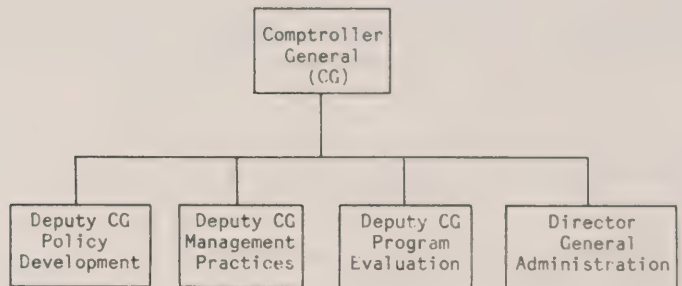 Comptroller
General
(CG)
Deputy CG
Policy
Development
Deputy CG
Management
Practices
Deputy CG
Program
Evaluation
Director
General
Administration